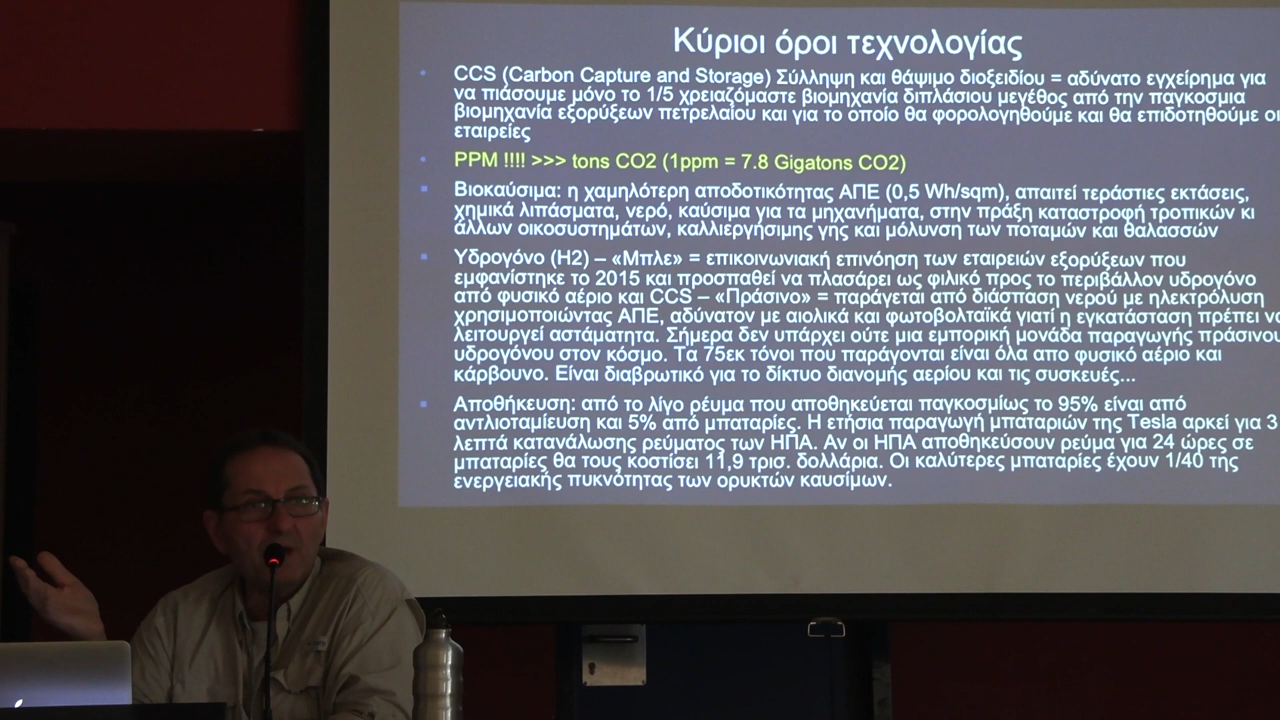 Κύριοι όροι τεχνολογίας
CCS (Carbon Capture and Storage) Σύλληψη και θάψιμο διοξειδίου = αδύνατο εγχείρημα για
να πιάσουμε μόνο το 1/5 χρειαζόμαστε βιομηχανία διπλάσιου μεγέθος από την παγκοσμια
βιομηχανία εξορύξεων πετρελαίου και για το οποίο θα φορολογηθούμε και θα επιδοτηθούμε οι
εταιρείες
PPM !!!! >>> tons CO2 (1ppm = 7.8 Gigatons CO2)
Βιοκαύσιμα: η χαμηλότερη αποδοτικότητας ΑΠΕ (0,5 Wh/sqm), απαιτεί τεράστιες εκτάσεις,
χημικά λιπάσματα, νερό, καύσιμα για τα μηχανήματα, στην πράξη καταστροφή τροπικών κι
άλλων οικοσυστημάτων, καλλιεργήσιμης γης και μόλυνση των ποταμών και θαλασσών
Υδρογόνο (Η2) – «Μπλε» = επικοινωνιακή επινόηση των εταιρειών εξορύξεων που
εμφανίστηκε το 2015 και προσπαθεί να πλασάρει ως φιλικό προς το περιβάλλον υδρογόνο
από φυσικό αέριο και CCS – «Πράσινο» = παράγεται από διάσπαση νερού με ηλεκτρόλυση
χρησιμοποιώντας ΑΠΕ, αδύνατον με αιολικά και φωτοβολταϊκά γιατί η εγκατάσταση πρέπει να
λειτουργεί αστάματητα. Σήμερα δεν υπάρχει ούτε μια εμπορική μονάδα παραγωγής πράσινου
υδρογόνου στον κόσμο. Τα 75εκ τόνοι που παράγονται είναι όλα απο φυσικό αέριο και
κάρβουνο. Είναι διαβρωτικό για το δίκτυο διανομής αερίου και τις συσκευές...
Αποθήκευση: από το λίγο ρέυμα που αποθηκεύεται παγκοσμίως το 95% είναι από
αντλιοταμίευση και 5% από μπαταρίες. Η ετήσια παραγωγή μπαταριών της Tesla αρκεί για 3
λεπτά κατανάλωσης ρεύματος των ΗΠΑ. Αν οι ΗΠΑ αποθηκεύσουν ρεύμα για 24 ώρες σε
μπαταρίες θα τους κοστίσει 11,9 τρισ. δολλάρια. Οι καλύτερες μπαταρίες έχουν 1/40 της
ενεργειακής πυκνότητας των ορυκτών καυσίμων.